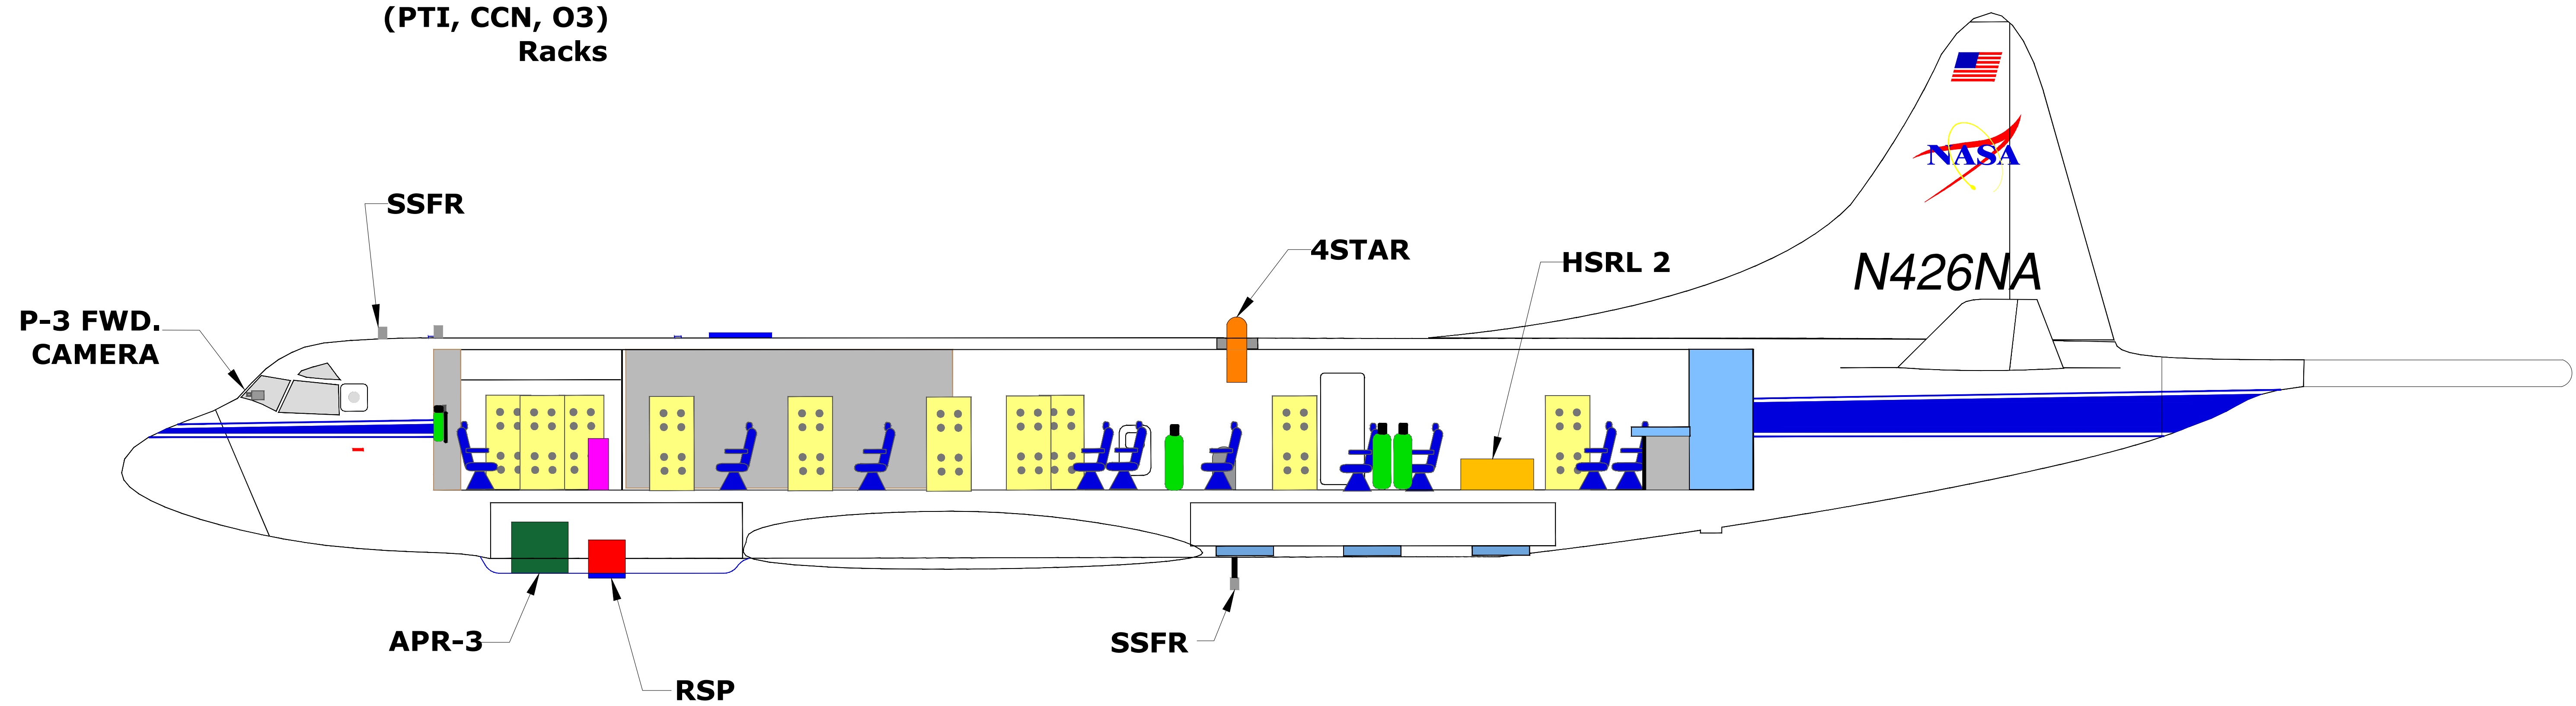 (PTI, CCN, O3)
Racks
NASA
SSFR
4STAR
HSRL 2
N426NA
P-3 FWD.
CAMERA
APR-3
SSFR
RSP